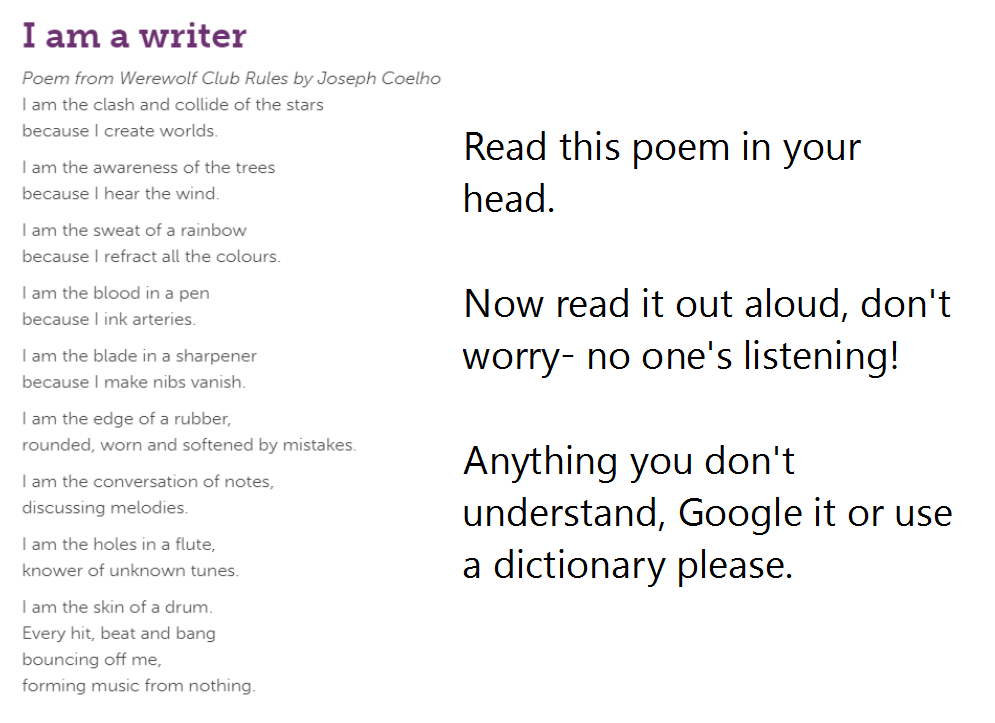 I am a writer
Poem from Werewolf Club Rules by Joseph Coelho
I am the clash and collide of the stars
because I create worlds.
I am the awareness of the trees
because I hear the wind.
I am the sweat of a rainbow
because I refract all the colours.
I am the blood in a pen
because I ink arteries.
I am the blade in a sharpener
because I make nibs vanish.
I am the edge of a rubber,
rounded, worn and softened by mistakes.
I am the conversation of notes,
discussing melodies.
I am the holes in a flute,
knower of unknown tunes.
I am the skin of a drum.
Every hit, beat and bang
bouncing off me,
forming music from nothing.
Read this poem in your
head.
Now read it out aloud, don't
worry- no one's listening!
Anything you don't
understand, Google it or use
a dictionary please.